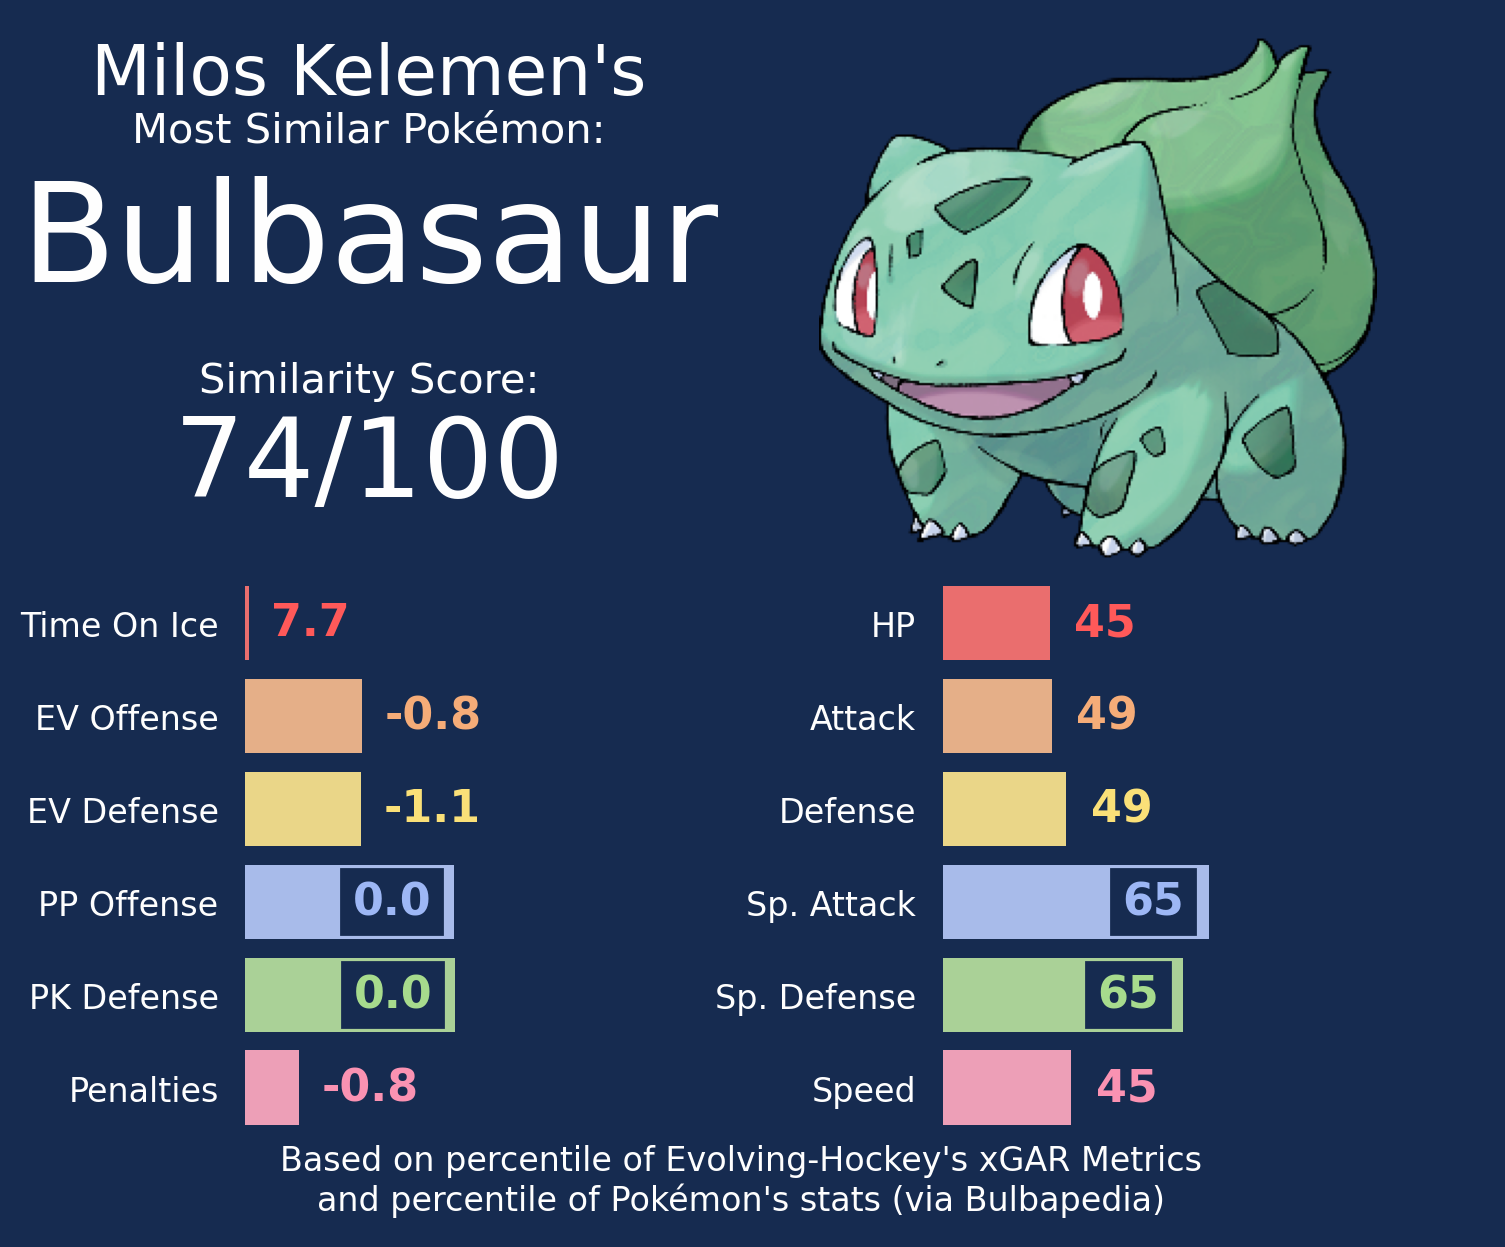 Milos Kelemen's
Most Similar Pokémon:
Bulbasaur
Similarity Score:
74/100
Time On Ice 7.7
EV Offense -0.8
EV Defense -1.1
PP Offense 0.0
PK Defense 0.0
Penalties -0.8
HP 45
Attack 49
Defense 49
Sp. Attack 65
Sp. Defense 65
Speed 45
Based on percentile of Evolving-Hockey's xGAR Metrics
and percentile of Pokémon's stats (via Bulbapedia)